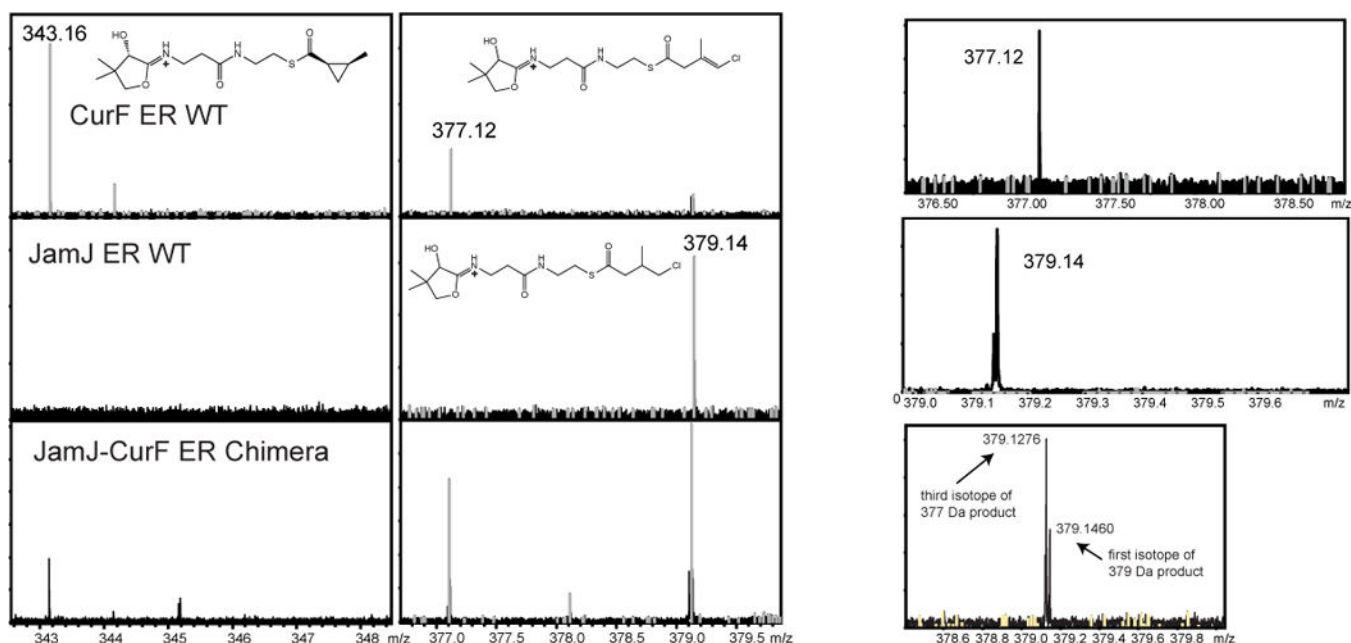 343.16
HO
H
N
+
O
O
H
N
O
S
CurF ER WT
HO
H
N
+
O
O
H
N
O
S
Cl
377.12
377.12
376.50 377.00 377.50 378.00 378.50 m/z
JamJ ER WT
HO
H
N
+
O
O
H
N
O
S
Cl
379.14
379.14
0
379.0 379.1 379.2 379.3 379.4 379.5 379.6 m/z
JamJ-CurF ER Chimera
343 344 345 346 347 348 m/z
377.0 377.5 378.0 378.5 379.0 379.5 m/z
379.1276
third isotope of
377 Da product
379.1460
first isotope of
379 Da product
378.6 378.8 379.0 379.2 379.4 379.6 379.8 m/z